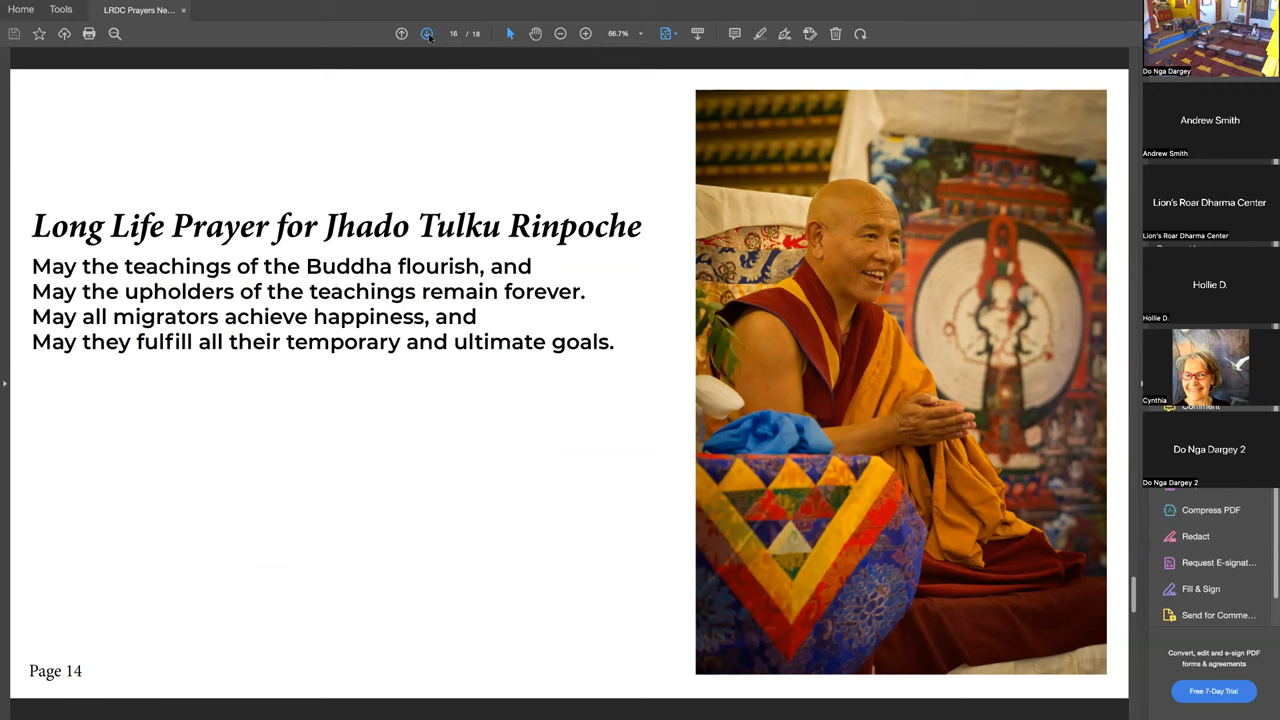 Home
Tools
LRDC Prayers Ne...
16 / 18
66.7%
Long Life Prayer for Jhado Tulku Rinpoche
May the teachings of the Buddha flourish, and
May the upholders of the teachings remain forever.
May all migrators achieve happiness, and
May they fulfill all their temporary and ultimate goals.
Page 14
Do Nga Dargey
Andrew Smith
Andrew Smith
Lion's Roar Dharma Center
Lion's Roar Dharma Center
Hollie D.
Hollie D.
Cynthia
Comment
Do Nga Dargey 2
Do Nga Dargey 2
Compress PDF
Redact
Request E-signat...
Fill & Sign
Send for Comme...
Convert, edit and e-sign PDF
forms & agreements
Free 7-Day Trial